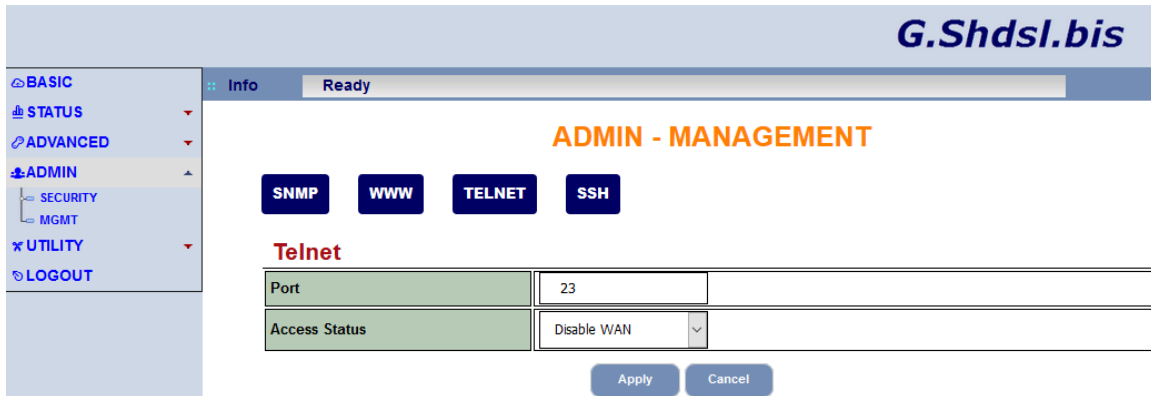 G.Shdsl.bis
BASIC
STATUS
ADVANCED
ADMIN
SECURITY
MGMT
UTILITY
LOGOUT
Info Ready
ADMIN - MANAGEMENT
SNMP WWW TELNET SSH
Telnet
Port 23
Access Status Disable WAN
Apply Cancel